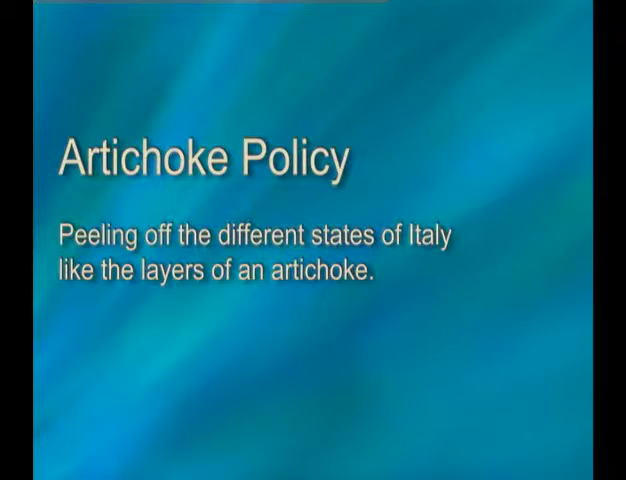 Artichoke Policy
Peeling off the different states of Italy
like the layers of an artichoke.